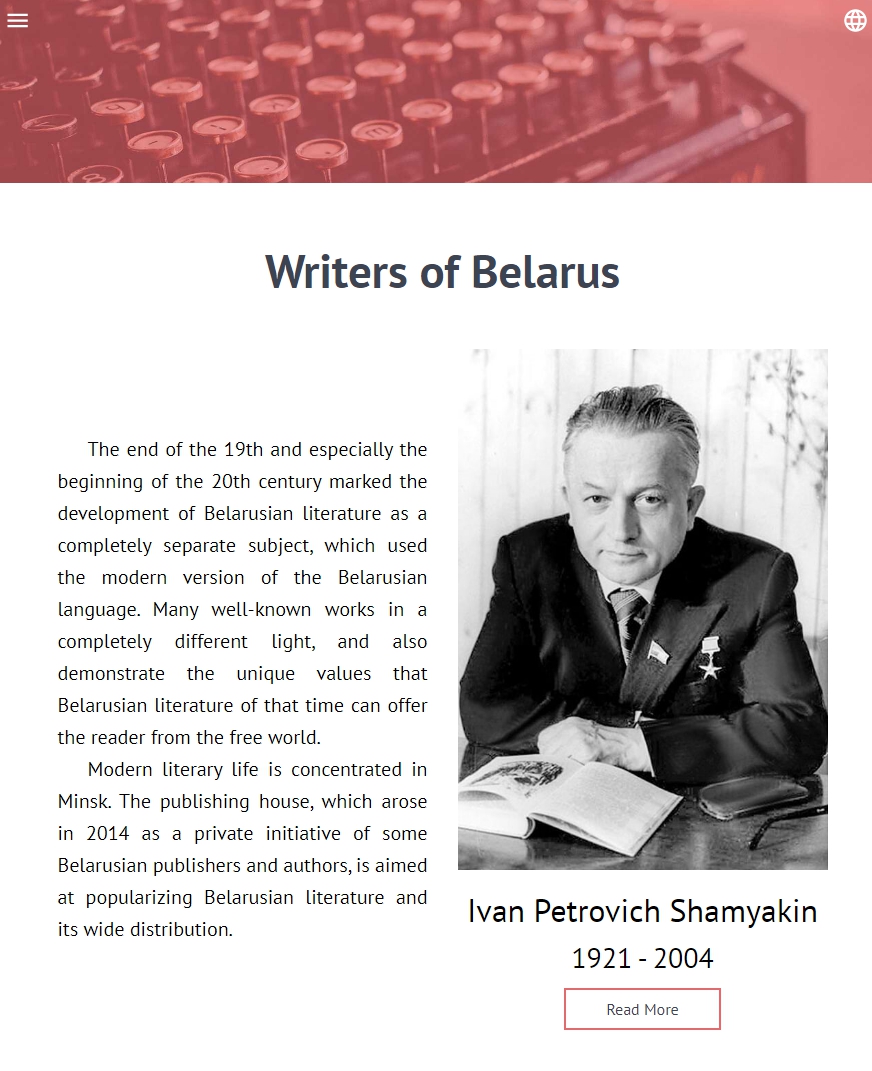 Writers of Belarus
The end of the 19th and especially the
beginning of the 20th century marked the
development of Belarusian literature as a
completely separate subject, which used
the modern version of the Belarusian
language. Many well-known works in a
completely different light, and also
demonstrate the unique values that
Belarusian literature of that time can offer
the reader from the free world.
Modern literary life is concentrated in
Minsk. The publishing house, which arose
in 2014 as a private initiative of some
Belarusian publishers and authors, is aimed
at popularizing Belarusian literature and
its wide distribution.
Ivan Petrovich Shamyakin
1921 - 2004
Read More